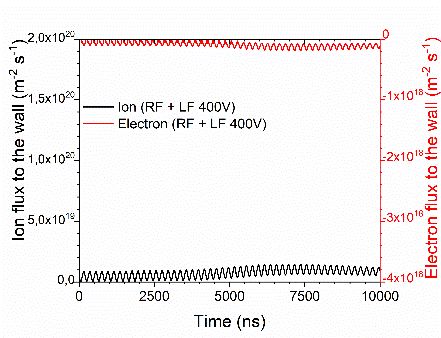 2,0x10²⁰
1,5x10²⁰
1,0x10²⁰
5,0x10¹⁹
0,0
Ion flux to the wall (m⁻² s⁻¹)
Ion (RF + LF 400V)
Electron (RF + LF 400V)
0
-1x10¹⁸
-2x10¹⁸
-3x10¹⁸
-4x10¹⁸
Electron flux to the wall (m⁻² s⁻¹)
0 2500 5000 7500 10000
Time (ns)